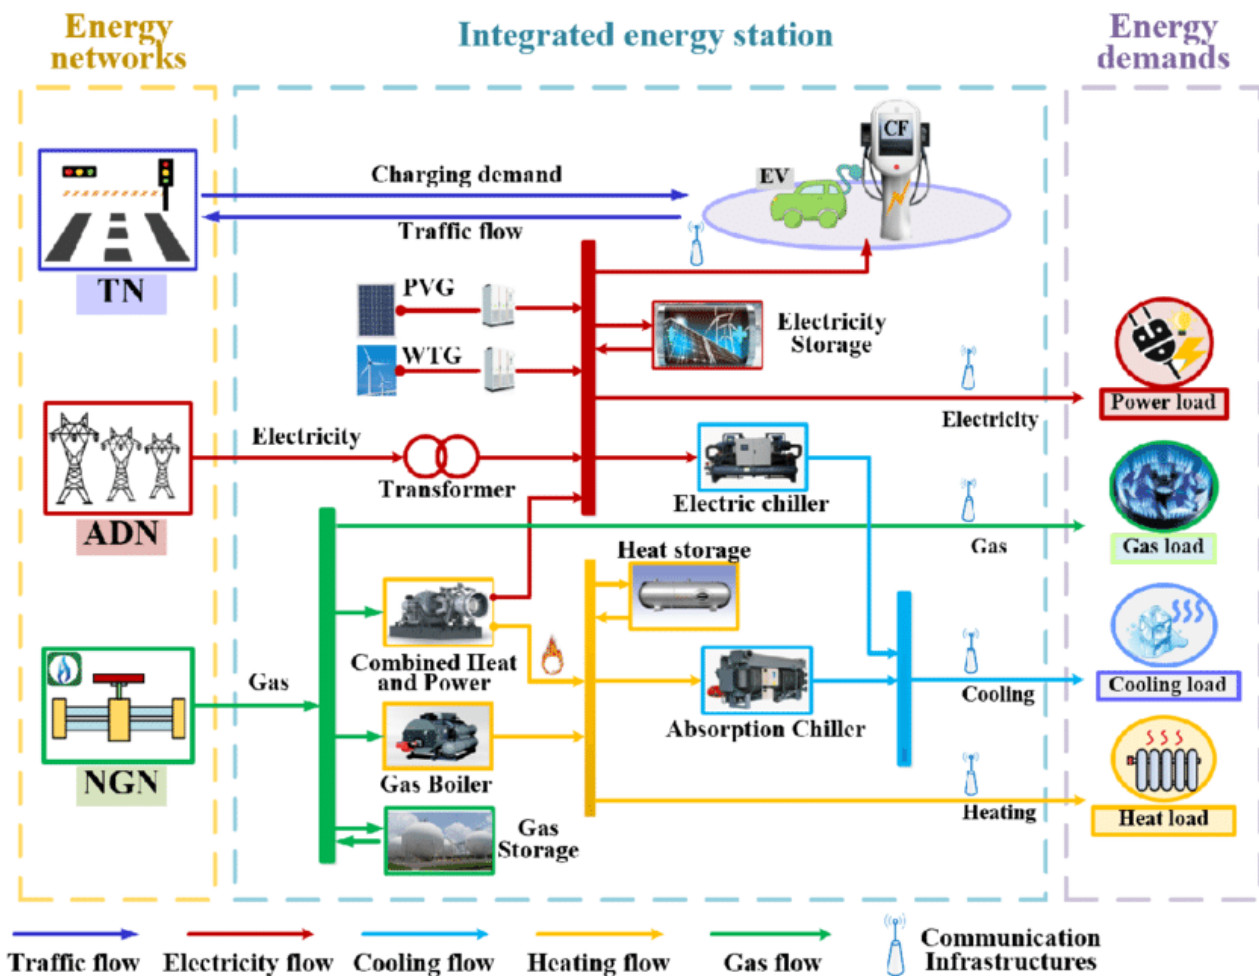 Energy
networks
Integrated energy station
Energy
demands
CF
EV
Charging demand
Traffic flow
TN
PVG
WTG
Electricity
Storage
Power load
Electricity
Electricity
Transformer
Electric chiller
ADN
Gas
Gas load
Heat storage
Combined Heat
and Power
Gas
Cooling
Cooling load
Absorption Chiller
NGN
Gas Boiler
Heating
Heat load
Gas
Storage
Traffic flow
Electricity flow
Cooling flow
Heating flow
Gas flow
Communication
Infrastructures